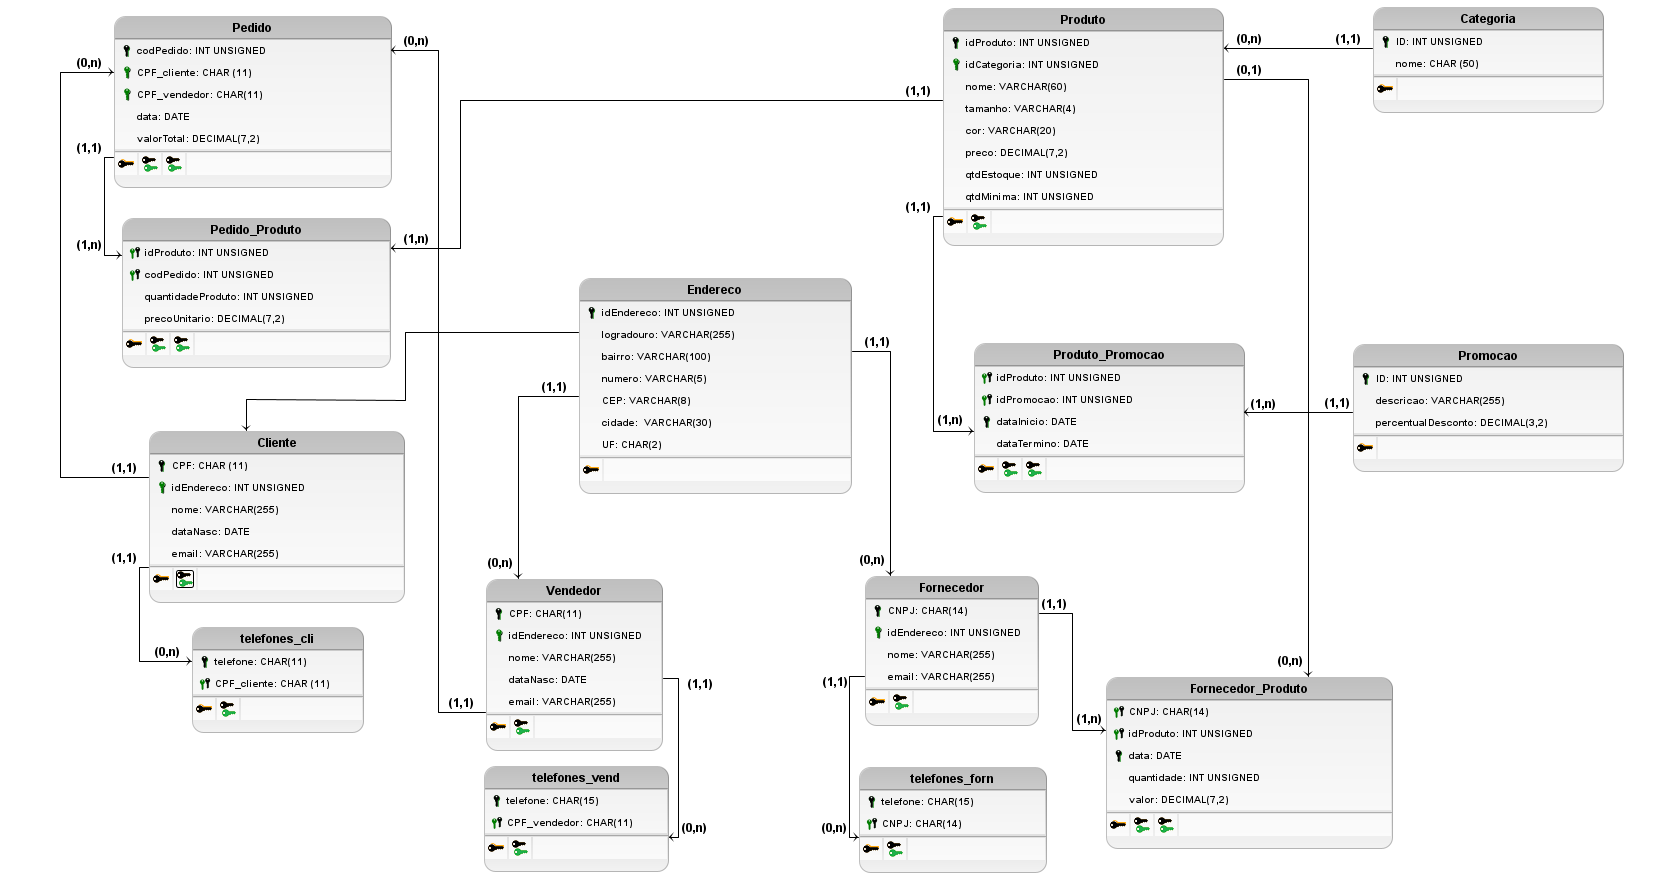 Pedido
codPedido: INT UNSIGNED
CPF_cliente: CHAR (11)
CPF_vendedor: CHAR(11)
data: DATE
valorTotal: DECIMAL(7,2)
(0,n)
(0,n)
(1,1)
(1,n)
Pedido_Produto
idProduto: INT UNSIGNED
codPedido: INT UNSIGNED
quantidadeProduto: INT UNSIGNED
precoUnitario: DECIMAL(7,2)
(1,n)
(1,1)
Produto
idProduto: INT UNSIGNED
idCategoria: INT UNSIGNED
nome: VARCHAR(60)
tamanho: VARCHAR(4)
cor: VARCHAR(20)
preco: DECIMAL(7,2)
qtdEstoque: INT UNSIGNED
qtdMinima: INT UNSIGNED
(0,n)
(1,1)
(0,1)
(1,1)
Categoria
ID: INT UNSIGNED
nome: CHAR (50)
Endereco
idEndereco: INT UNSIGNED
logradouro: VARCHAR(255)
bairro: VARCHAR(100)
numero: VARCHAR(5)
CEP: VARCHAR(8)
cidade: VARCHAR(30)
UF: CHAR(2)
(1,1)
(1,1)
Produto_Promocao
idProduto: INT UNSIGNED
idPromocao: INT UNSIGNED
dataInicio: DATE
dataTermino: DATE
(1,n)
(1,n)
(1,1)
Promocao
ID: INT UNSIGNED
descricao: VARCHAR(255)
percentualDesconto: DECIMAL(3,2)
Cliente
CPF: CHAR (11)
idEndereco: INT UNSIGNED
nome: VARCHAR(255)
dataNasc: DATE
email: VARCHAR(255)
(1,1)
(1,1)
(0,n)
telefones_cli
telefone: CHAR(11)
CPF_cliente: CHAR (11)
(0,n)
Vendedor
CPF: CHAR(11)
idEndereco: INT UNSIGNED
nome: VARCHAR(255)
dataNasc: DATE
email: VARCHAR(255)
(1,1)
(1,1)
telefones_vend
telefone: CHAR(15)
CPF_vendedor: CHAR(11)
(0,n)
(0,n)
Fornecedor
CNPJ: CHAR(14)
idEndereco: INT UNSIGNED
nome: VARCHAR(255)
email: VARCHAR(255)
(1,1)
(1,1)
telefones_forn
telefone: CHAR(15)
CNPJ: CHAR(14)
(0,n)
(0,n)
(1,n)
Fornecedor_Produto
CNPJ: CHAR(14)
idProduto: INT UNSIGNED
data: DATE
quantidade: INT UNSIGNED
valor: DECIMAL(7,2)